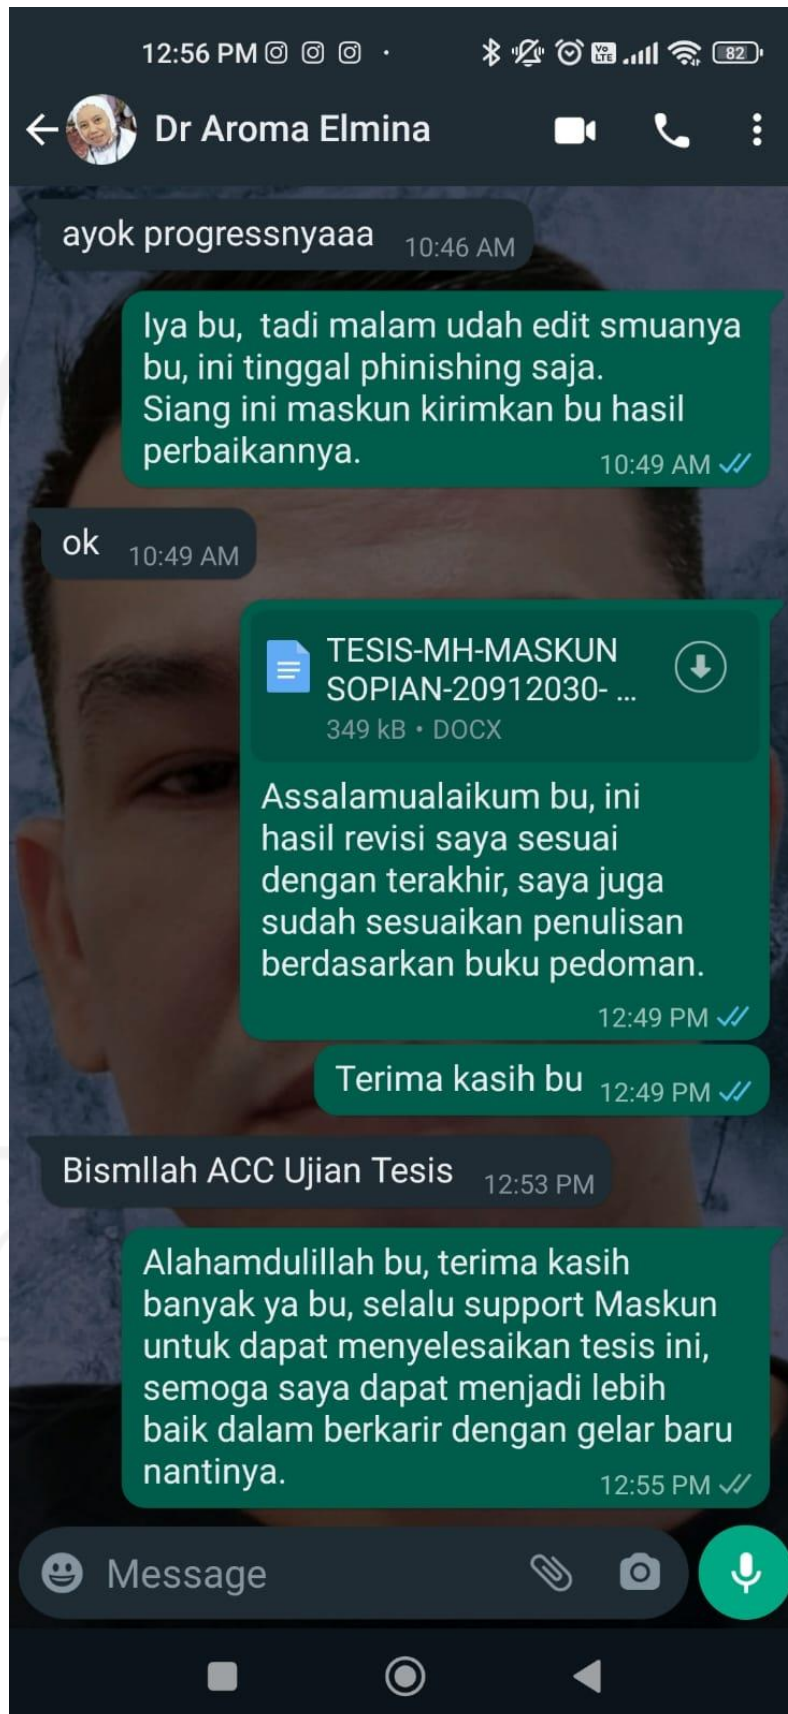 12:56 PM
Vo
LTE
82
Dr Aroma Elmina
ayok progressnyaaa 10:46 AM
Iya bu, tadi malam udah edit smuanya
bu, ini tinggal phinishing saja.
Siang ini maskun kirimkan bu hasil
perbaikannya. 10:49 AM
ok 10:49 AM
TESIS-MH-MASKUN
SOPIAN-20912030- ...
349 kB • DOCX
Assalamualaikum bu, ini
hasil revisi saya sesuai
dengan terakhir, saya juga
sudah sesuaikan penulisan
berdasarkan buku pedoman.
12:49 PM
Terima kasih bu 12:49 PM
Bismllah ACC Ujian Tesis 12:53 PM
Alahamdulillah bu, terima kasih
banyak ya bu, selalu support Maskun
untuk dapat menyelesaikan tesis ini,
semoga saya dapat menjadi lebih
baik dalam berkarir dengan gelar baru
nantinya. 12:55 PM
Message